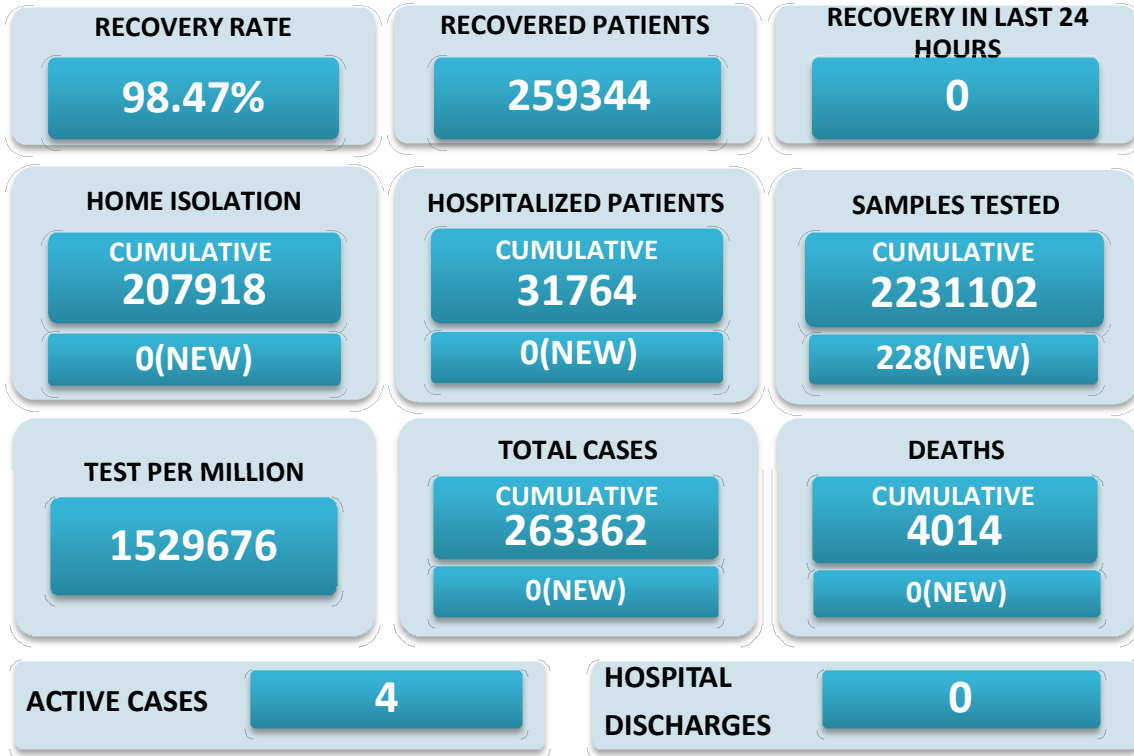 RECOVERY RATE
98.47%
RECOVERED PATIENTS
259344
RECOVERY IN LAST 24
HOURS
0
HOME ISOLATION
CUMULATIVE
207918
0(NEW)
HOSPITALIZED PATIENTS
CUMULATIVE
31764
0(NEW)
SAMPLES TESTED
CUMULATIVE
2231102
228(NEW)
TEST PER MILLION
1529676
TOTAL CASES
CUMULATIVE
263362
0(NEW)
DEATHS
CUMULATIVE
4014
0(NEW)
ACTIVE CASES
4
HOSPITAL
DISCHARGES
0